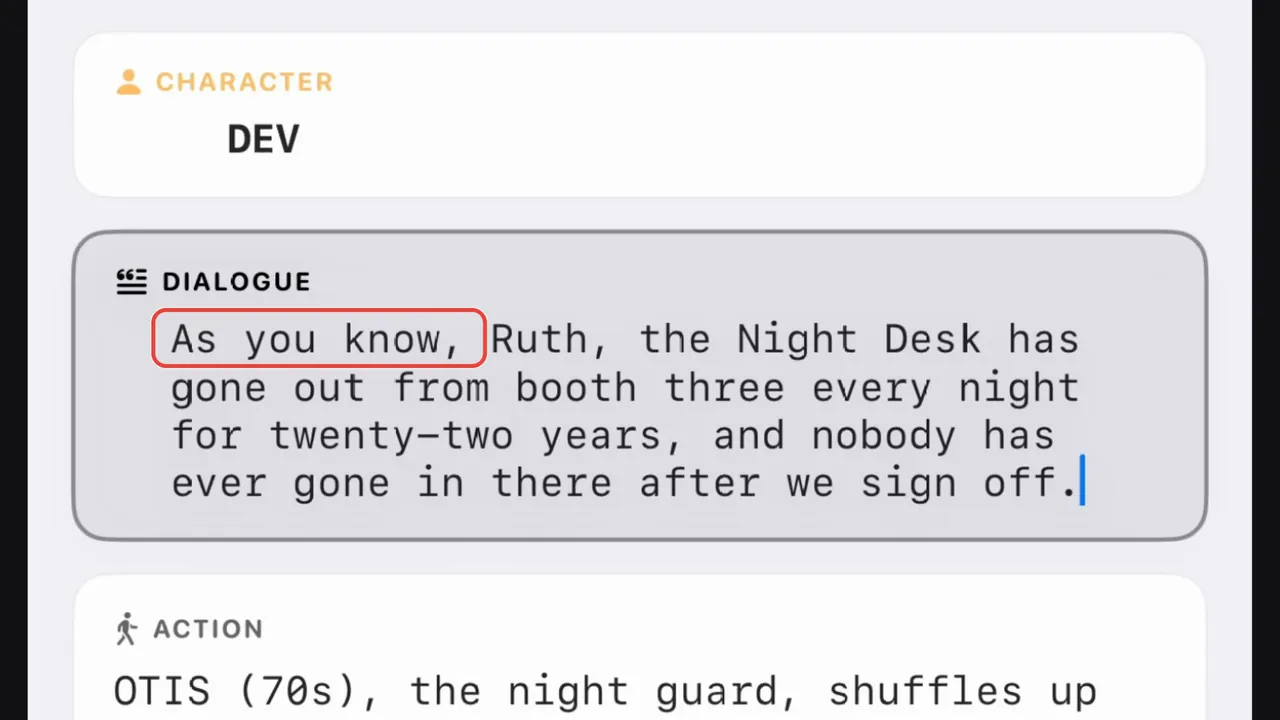 CHARACTER
DEV
DIALOGUE
As you know, Ruth, the Night Desk has
gone out from booth three every night
for twenty-two years, and nobody has
ever gone in there after we sign off.
ACTION
OTIS (70s), the night guard, shuffles up